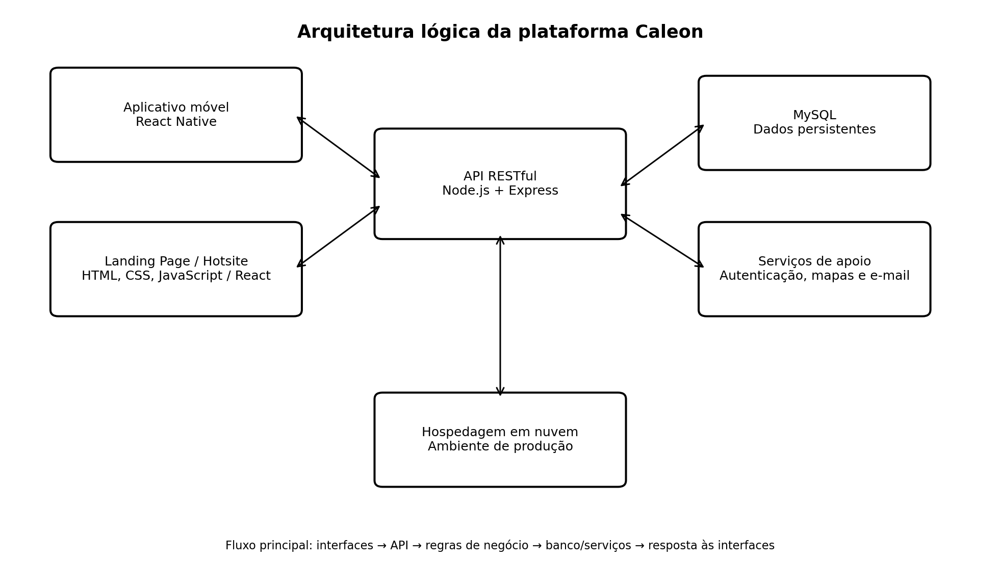 Arquitetura lógica da plataforma Caleon
Aplicativo móvel
React Native
MySQL
Dados persistentes
API RESTful
Node.js + Express
Landing Page / Hotsite
HTML, CSS, JavaScript / React
Serviços de apoio
Autenticação, mapas e e-mail
Hospedagem em nuvem
Ambiente de produção
Fluxo principal: interfaces → API → regras de negócio → banco/serviços → resposta às interfaces